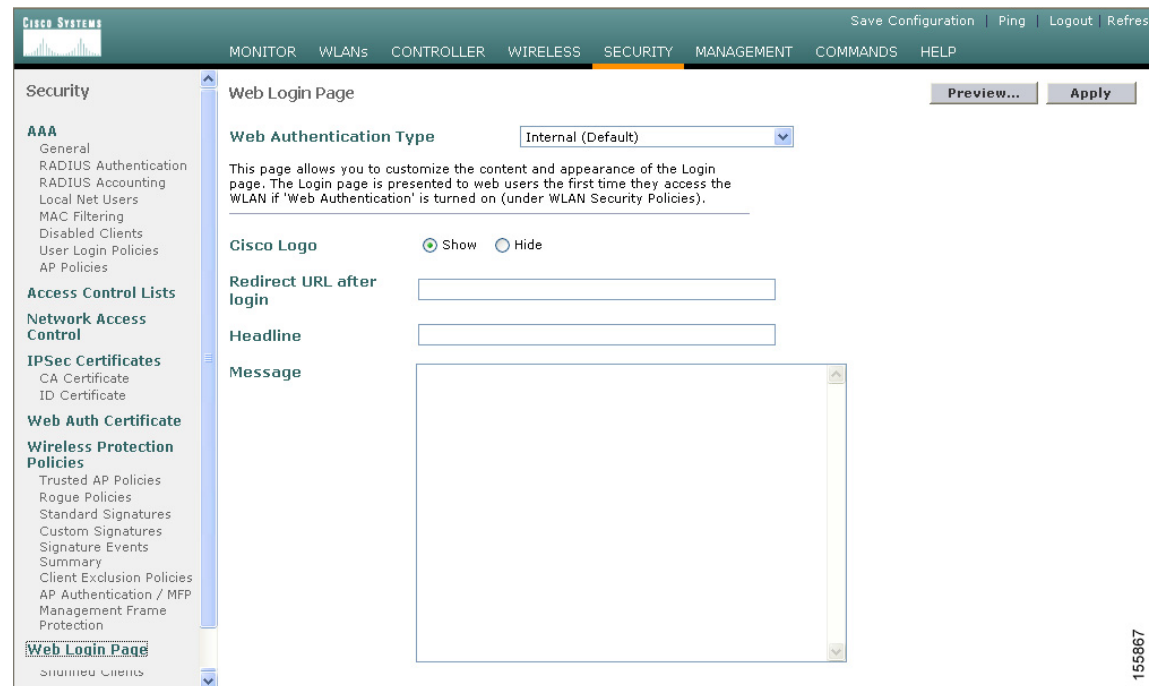 CISCO SYSTEMS
Save Configuration | Ping | Logout | Refres
MONITOR WLANs CONTROLLER WIRELESS SECURITY MANAGEMENT COMMANDS HELP
Security
AAA
General
RADIUS Authentication
RADIUS Accounting
Local Net Users
MAC Filtering
Disabled Clients
User Login Policies
AP Policies
Access Control Lists
Network Access
Control
IPSec Certificates
CA Certificate
ID Certificate
Web Auth Certificate
Wireless Protection
Policies
Trusted AP Policies
Rogue Policies
Standard Signatures
Custom Signatures
Signature Events
Summary
Client Exclusion Policies
AP Authentication / MFP
Management Frame
Protection
Web Login Page
Shunned Clients
Web Login Page
Preview... Apply
Web Authentication Type Internal (Default)
This page allows you to customize the content and appearance of the Login
page. The Login page is presented to web users the first time they access the
WLAN if 'Web Authentication' is turned on (under WLAN Security Policies).
Cisco Logo Show Hide
Redirect URL after
login
Headline
Message
155867